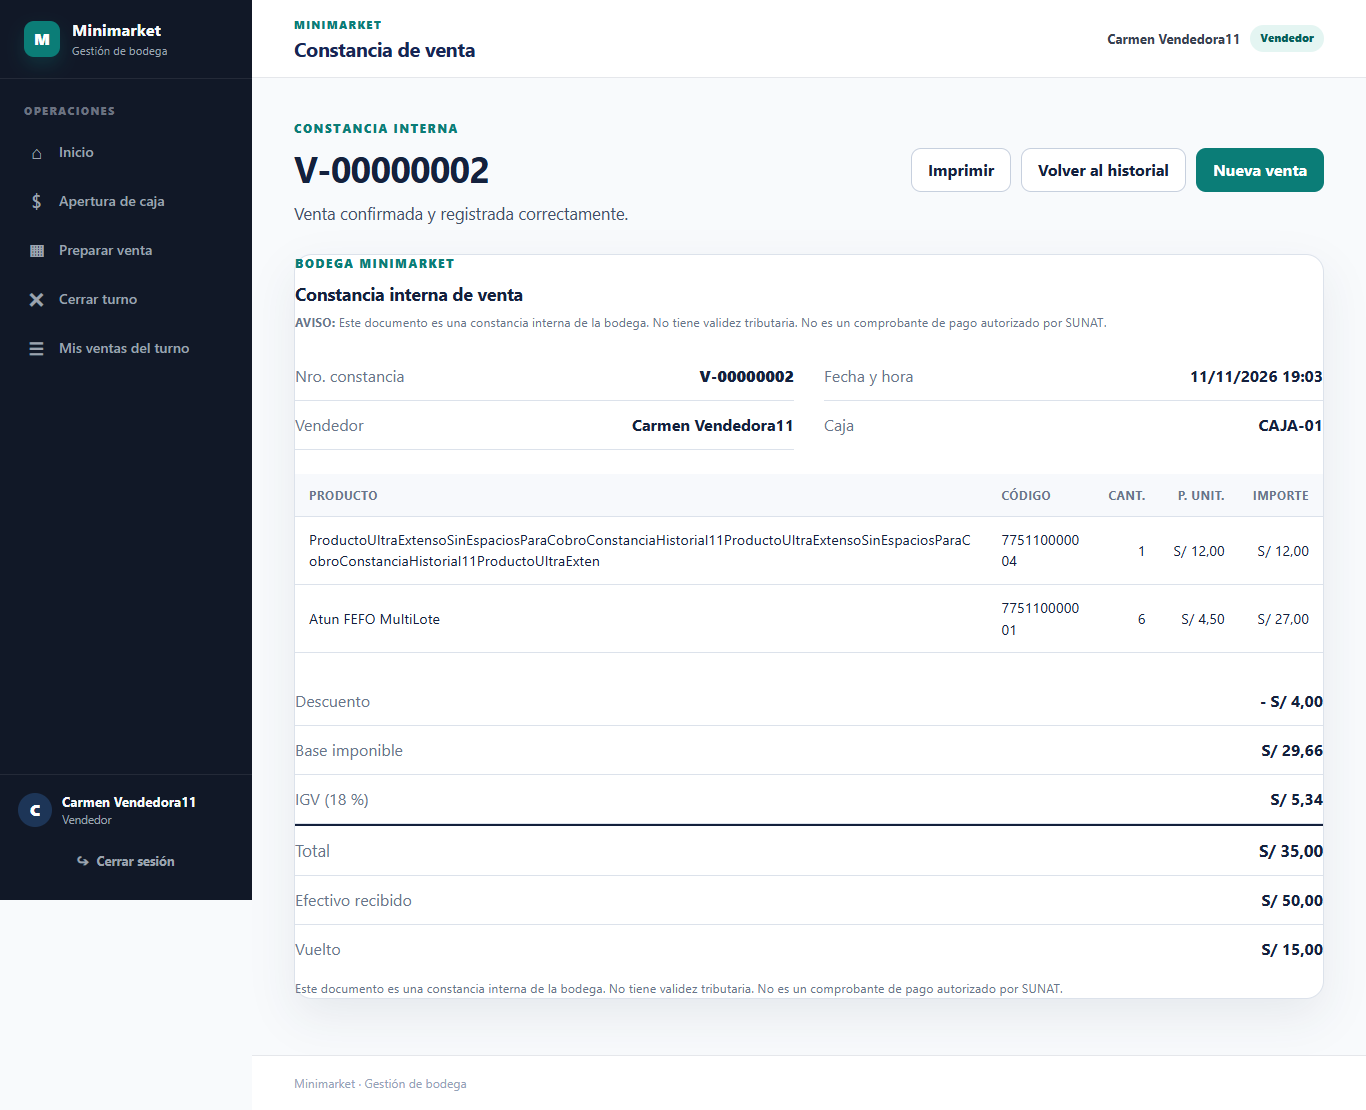 M
Minimarket
Gestión de bodega
OPERACIONES
Inicio
$ Apertura de caja
Preparar venta
Cerrar turno
Mis ventas del turno
C
Carmen Vendedora11
Vendedor
Cerrar sesión
MINIMARKET
Constancia de venta
Carmen Vendedora11 Vendedor
CONSTANCIA INTERNA
V-00000002
Venta confirmada y registrada correctamente.
Imprimir Volver al historial Nueva venta
BODEGA MINIMARKET
Constancia interna de venta
AVISO: Este documento es una constancia interna de la bodega. No tiene validez tributaria. No es un comprobante de pago autorizado por SUNAT.
Nro. constancia V-00000002 Fecha y hora 11/11/2026 19:03
Vendedor Carmen Vendedora11 Caja CAJA-01
PRODUCTO CÓDIGO CANT. P. UNIT. IMPORTE
ProductoUltraExtensoSinEspaciosParaCobroConstanciaHistorial11ProductoUltraExtensoSinEspaciosParaC 7751100000
obroConstanciaHistorial11ProductoUltraExten 04 1 S/ 12,00 S/ 12,00
Atun FEFO MultiLote 7751100000
01 6 S/ 4,50 S/ 27,00
Descuento - S/ 4,00
Base imponible S/ 29,66
IGV (18 %) S/ 5,34
Total S/ 35,00
Efectivo recibido S/ 50,00
Vuelto S/ 15,00
Este documento es una constancia interna de la bodega. No tiene validez tributaria. No es un comprobante de pago autorizado por SUNAT.
Minimarket · Gestión de bodega